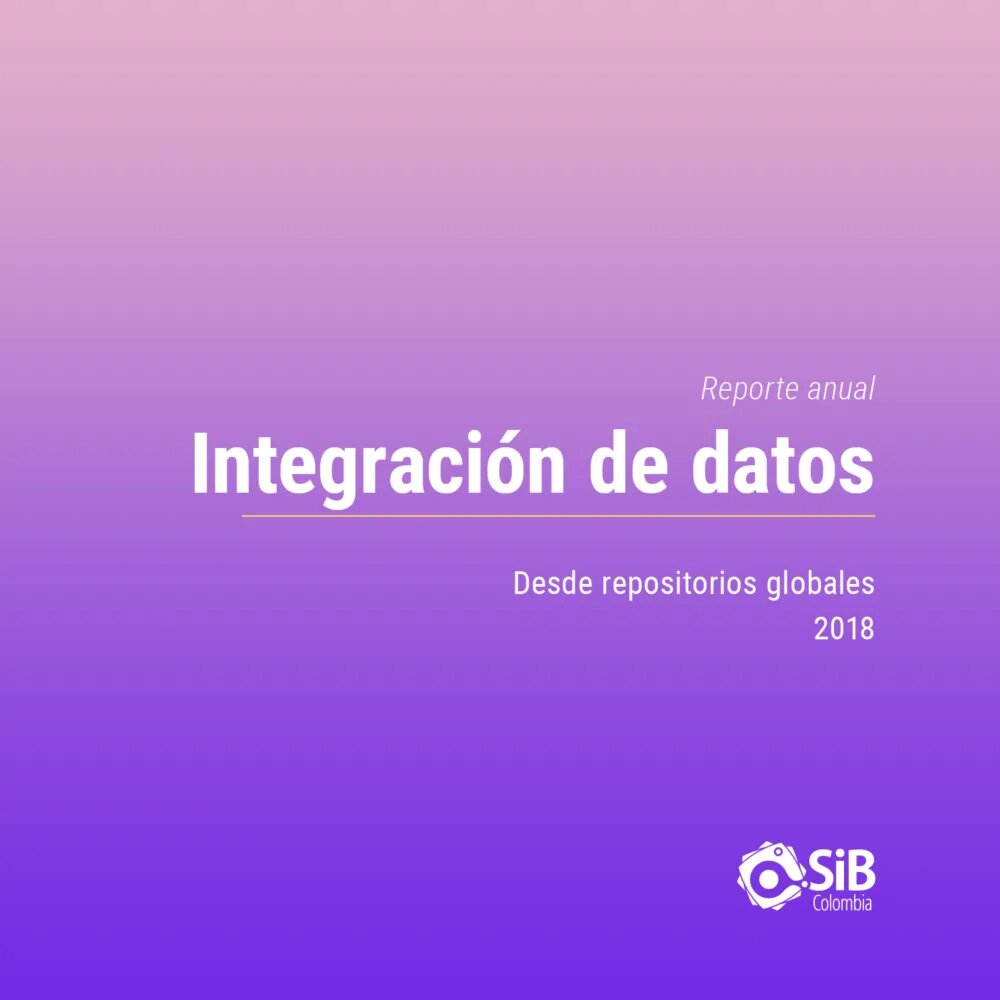 Reporte anual
Integración de datos
Desde repositorios globales
2018
SiB
Colombia